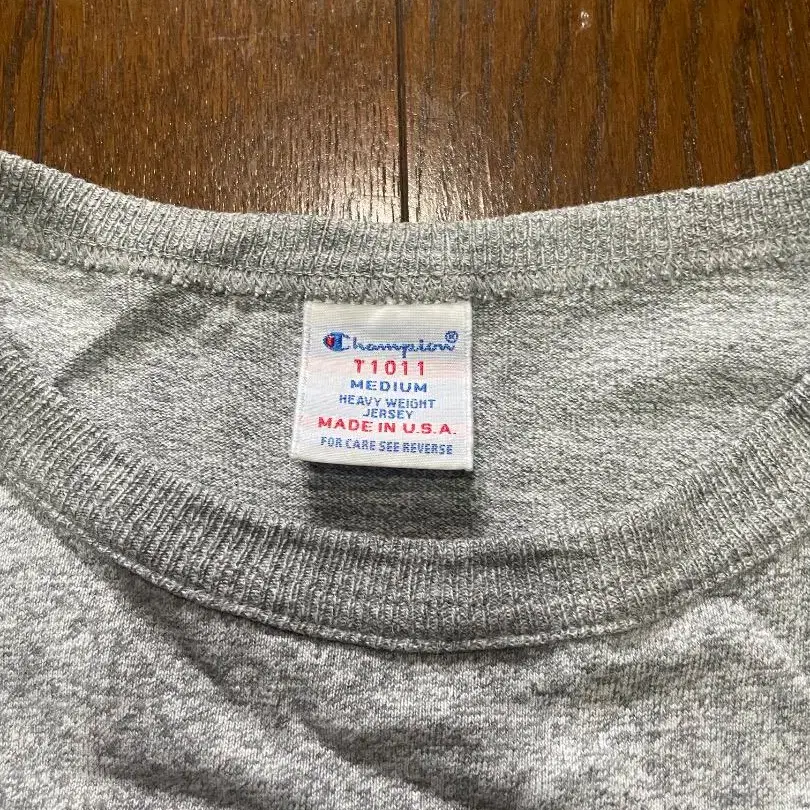 Champion®
T1011
MEDIUM
HEAVY WEIGHT
JERSEY
MADE IN U.S.A.
FOR CARE SEE REVERSE